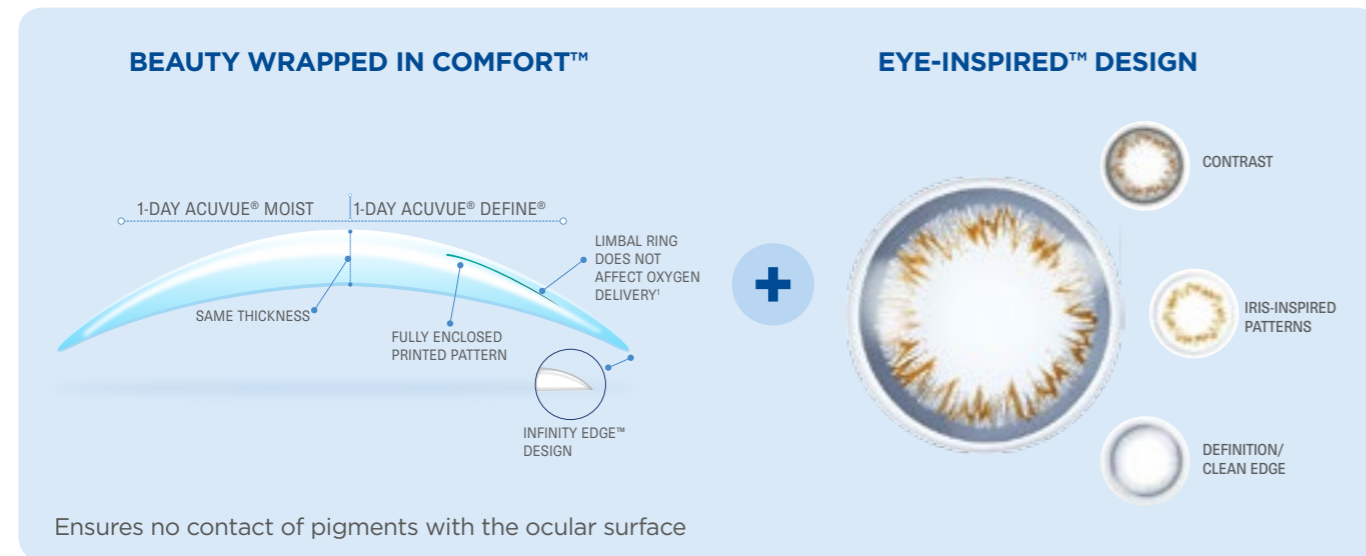 BEAUTY WRAPPED IN COMFORT™
1-DAY ACUVUE® MOIST
1-DAY ACUVUE® DEFINE®
LIMBAL RING
DOES NOT
AFFECT OXYGEN
DELIVERY¹
SAME THICKNESS
FULLY ENCLOSED
PRINTED PATTERN
INFINITY EDGE™
DESIGN
Ensures no contact of pigments with the ocular surface
+
EYE-INSPIRED™ DESIGN
CONTRAST
IRIS-INSPIRED
PATTERNS
DEFINITION/
CLEAN EDGE